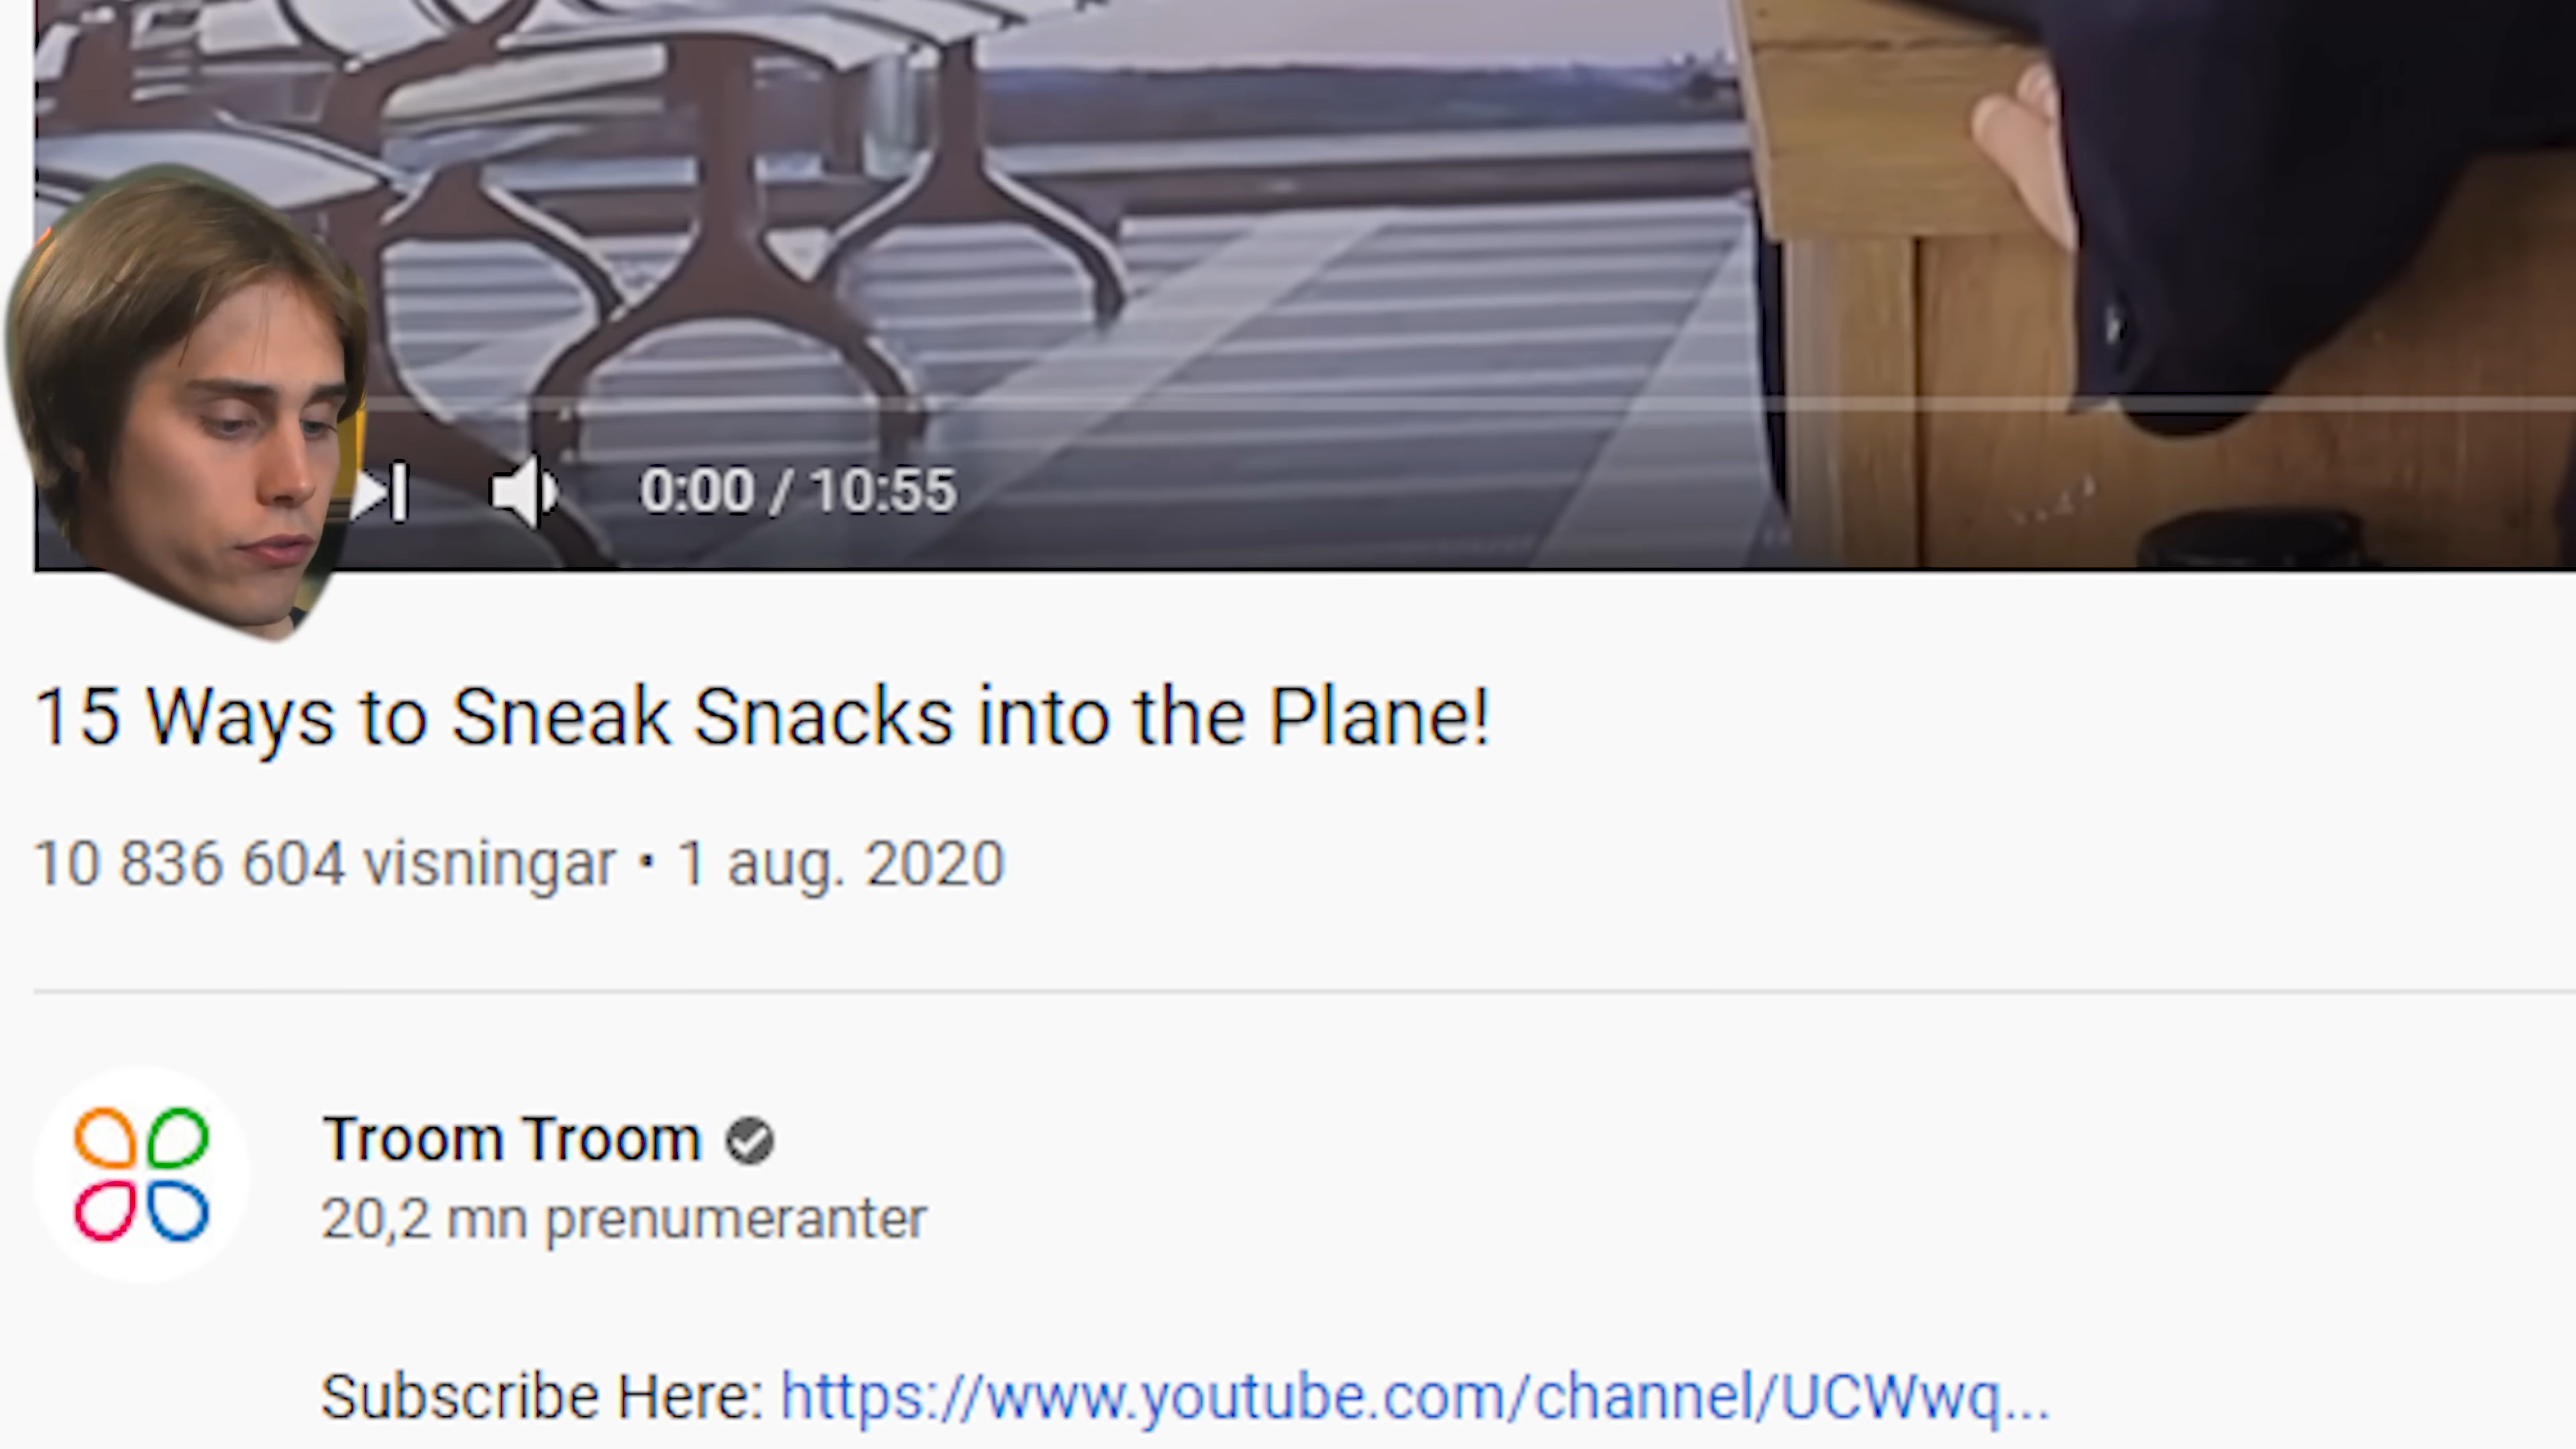 0:00 / 10:55
15 Ways to Sneak Snacks into the Plane!
10 836 604 visningar • 1 aug. 2020
Troom Troom
20,2 mn prenumeranter
Subscribe Here: https://www.youtube.com/channel/UCWwq...